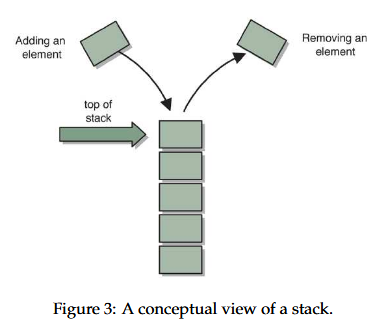 Adding an
element
Removing an
element
top of
stack
Figure 3: A conceptual view of a stack.